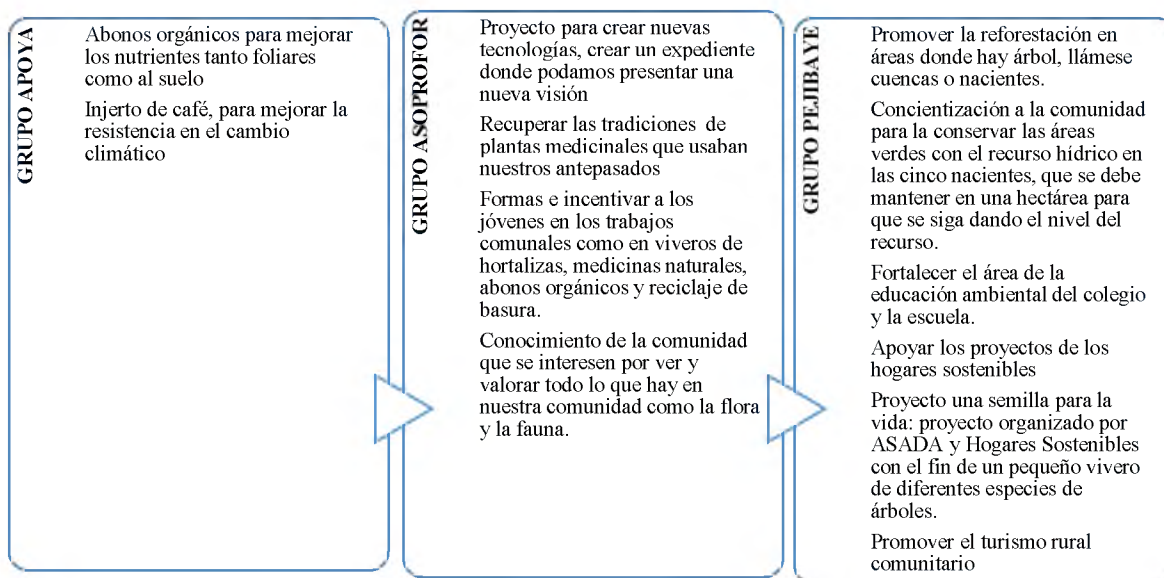 GRUPO APOYA
Abonos orgánicos para mejorar
los nutrientes tanto foliares
como al suelo
Injerto de café, para mejorar la
resistencia en el cambio
climático
GRUPO ASOPROFOR
Proyecto para crear nuevas
tecnologías, crear un expediente
donde podamos presentar una
nueva visión
Recuperar las tradiciones de
plantas medicinales que usaban
nuestros antepasados
Formas e incentivar a los
jóvenes en los trabajos
comunales como en viveros de
hortalizas, medicinas naturales,
abonos orgánicos y reciclaje de
basura.
Conocimiento de la comunidad
que se interesen por ver y
valorar todo lo que hay en
nuestra comunidad como la flora
y la fauna.
GRUPO PEJIBAYE
Promover la reforestación en
áreas donde hay árbol, llámese
cuencas o nacientes.
Concientización a la comunidad
para la conservar las áreas
verdes con el recurso hídrico en
las cinco nacientes, que se debe
mantener en una hectárea para
que se siga dando el nivel del
recurso.
Fortalecer el área de la
educación ambiental del colegio
y la escuela.
Apoyar los proyectos de los
hogares sostenibles
Proyecto una semilla para la
vida: proyecto organizado por
ASADA y Hogares Sostenibles
con el fin de un pequeño vivero
de diferentes especies de
árboles.
Promover el turismo rural
comunitario